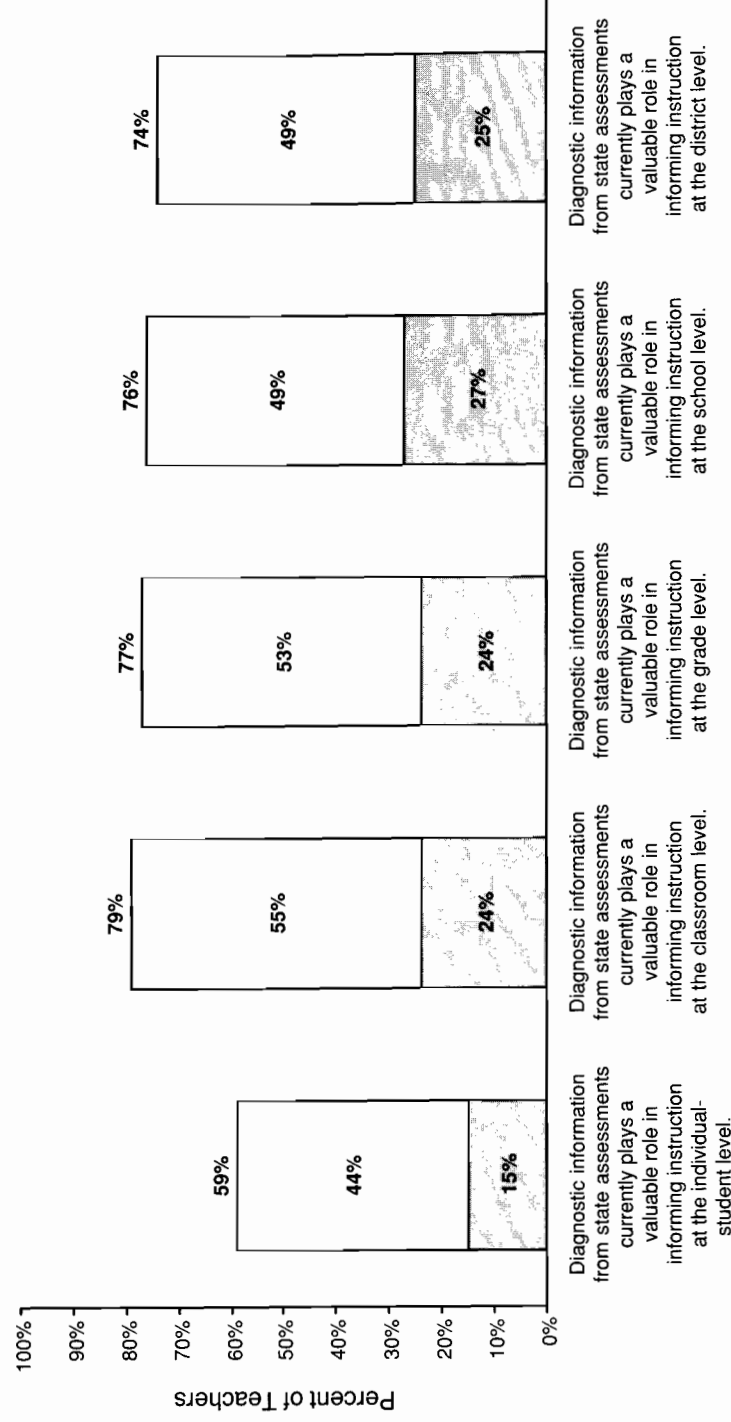 100%
90%
80%
70%
60%
50%
40%
30%
20%
10%
0%
Percent of Teachers
59%
44%
15%
79%
55%
24%
77%
53%
24%
76%
49%
27%
74%
49%
25%
Diagnostic information
from state assessments
currently plays a
valuable role in
informing instruction
at the individual-
student level.
Diagnostic information
from state assessments
currently plays a
valuable role in
informing instruction
at the classroom level.
Diagnostic information
from state assessments
currently plays a
valuable role in
informing instruction
at the grade level.
Diagnostic information
from state assessments
currently plays a
valuable role in
informing instruction
at the school level.
Diagnostic information
from state assessments
currently plays a
valuable role in
informing instruction
at the district level.